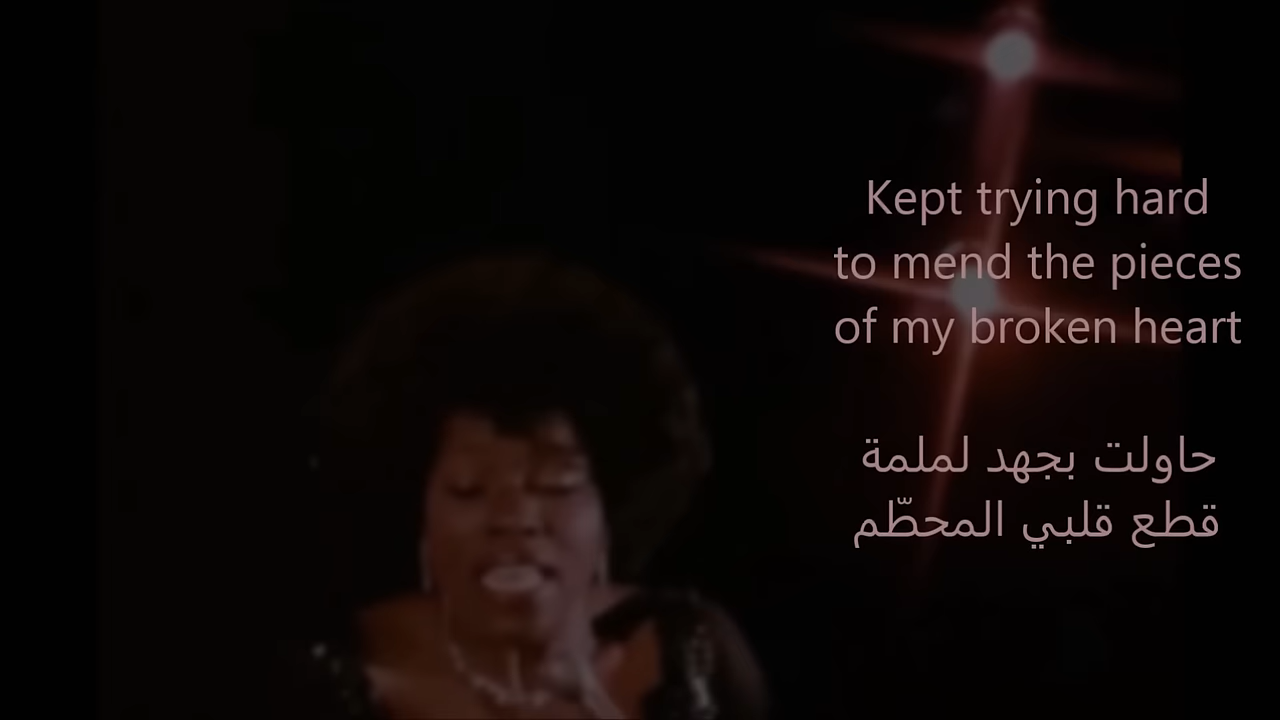 Kept trying hard
to mend the pieces
of my broken heart
حاولت بجهد لملمة
قطع قلبي المحطّم